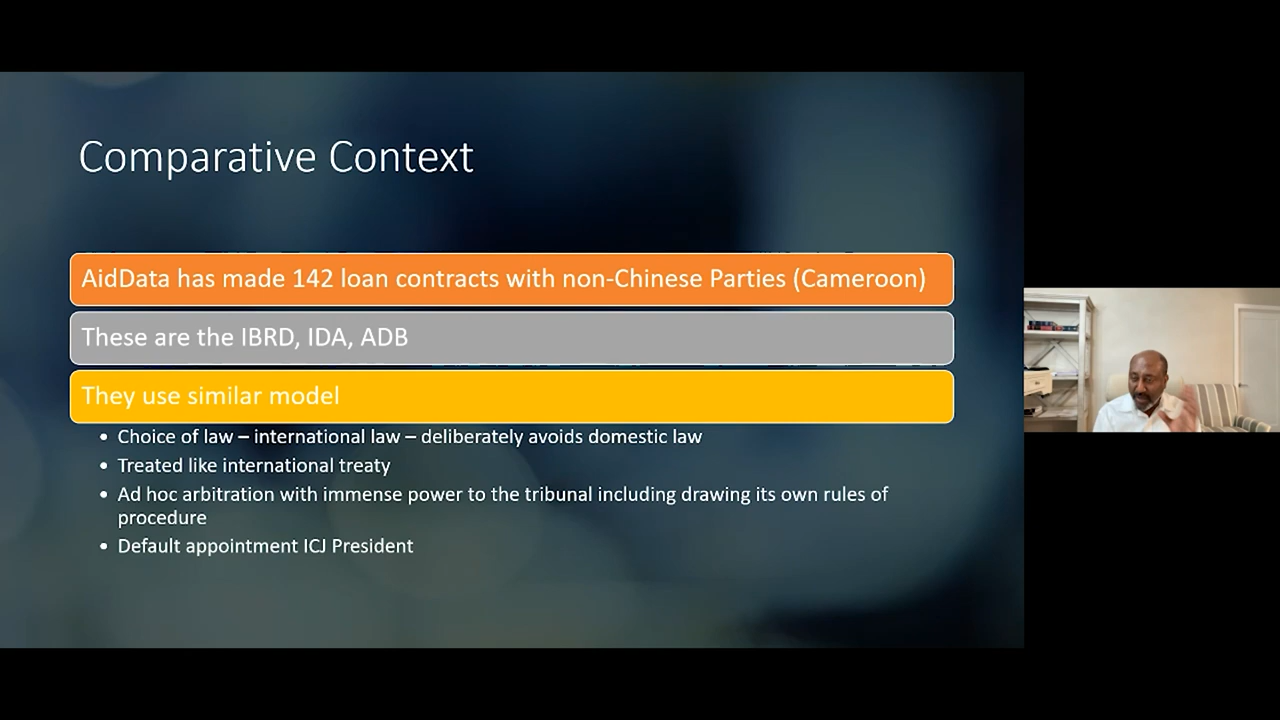 Comparative Context
AidData has made 142 loan contracts with non-Chinese Parties (Cameroon)
These are the IBRD, IDA, ADB
They use similar model
• Choice of law – international law – deliberately avoids domestic law
• Treated like international treaty
• Ad hoc arbitration with immense power to the tribunal including drawing its own rules of
procedure
• Default appointment ICJ President